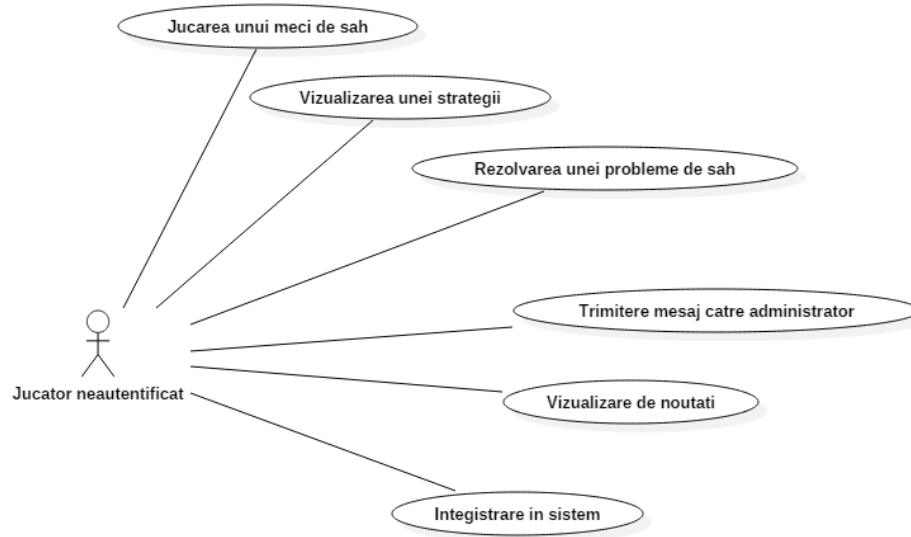 Jucarea unui meci de sah
Vizualizarea unei strategii
Rezolvarea unei probleme de sah
Trimitere mesaj catre administrator
Jucator neautentificat
Vizualizare de noutati
Integistrare in sistem